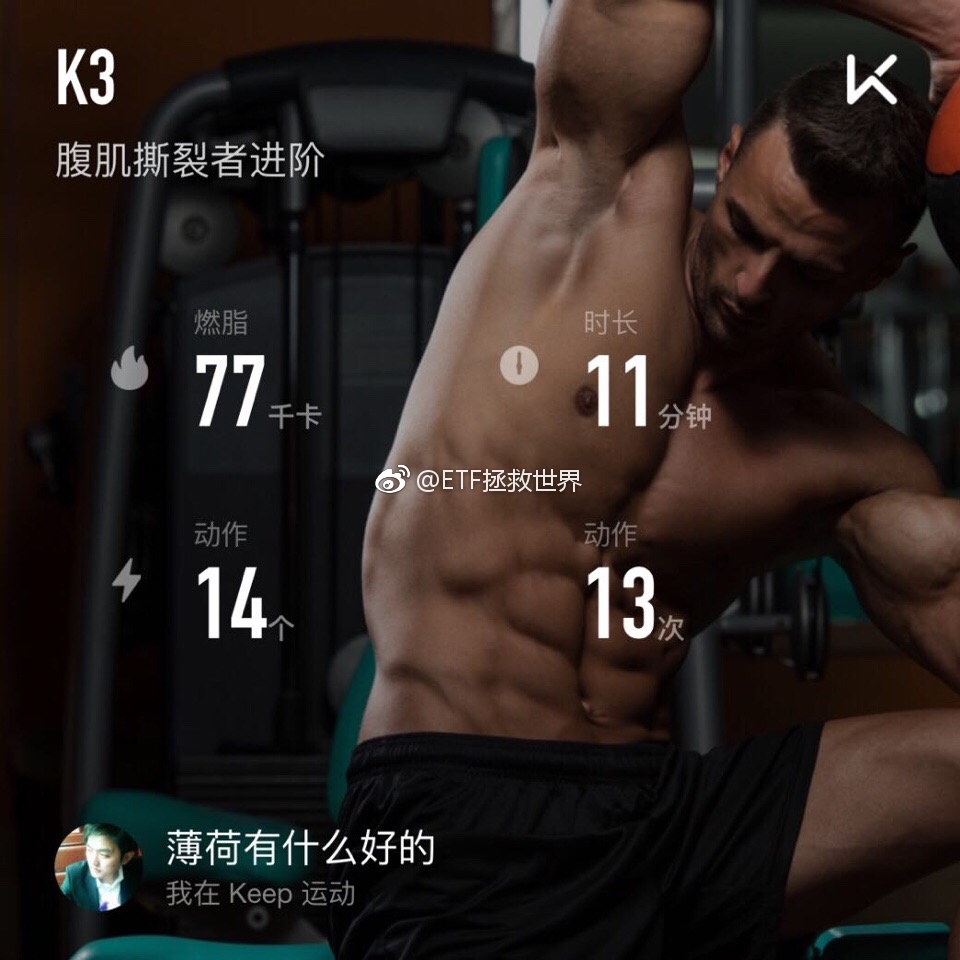 K3
腹肌撕裂者进阶
燃脂
77千卡
时长
11分钟
@ETF拯救世界
动作
14个
动作
13次
薄荷有什么好的
我在 Keep 运动